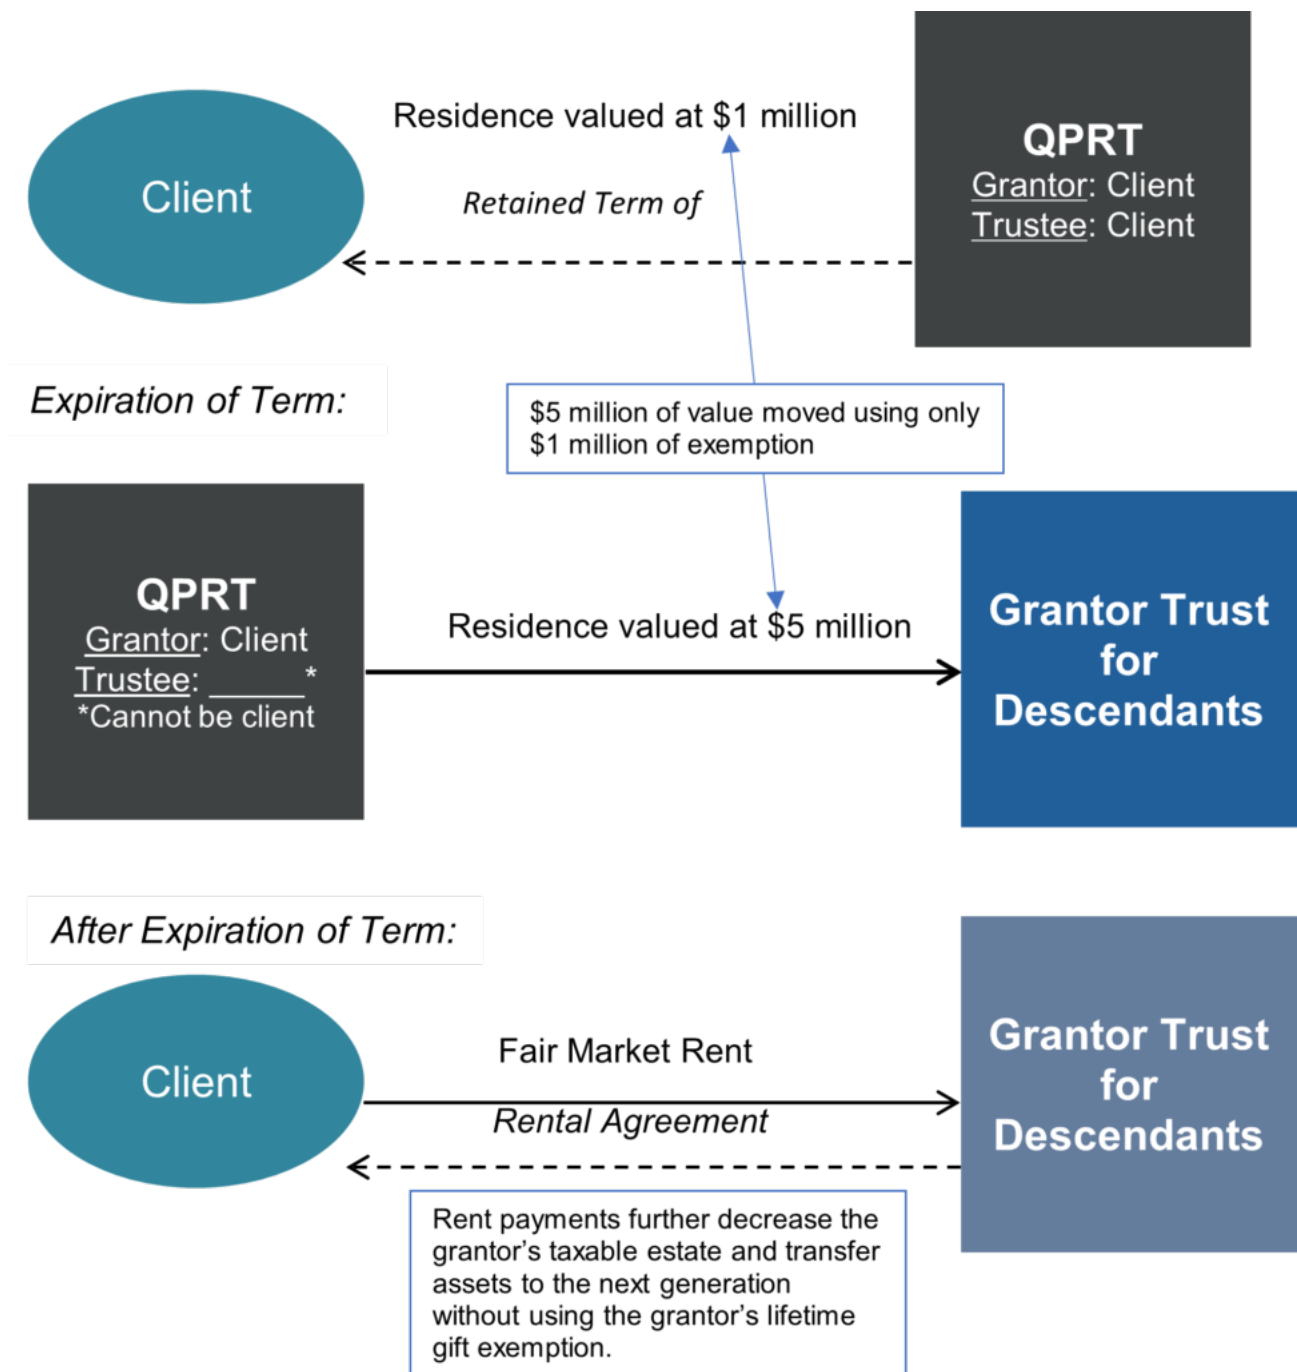 Client
Residence valued at $1 million
Retained Term of
QPRT
Grantor: Client
Trustee: Client
Expiration of Term:
$5 million of value moved using only
$1 million of exemption
QPRT
Grantor: Client
Trustee: ______*
*Cannot be client
Residence valued at $5 million
Grantor Trust
for
Descendants
After Expiration of Term:
Client
Fair Market Rent
Rental Agreement
Grantor Trust
for
Descendants
Rent payments further decrease the
grantor’s taxable estate and transfer
assets to the next generation
without using the grantor’s lifetime
gift exemption.